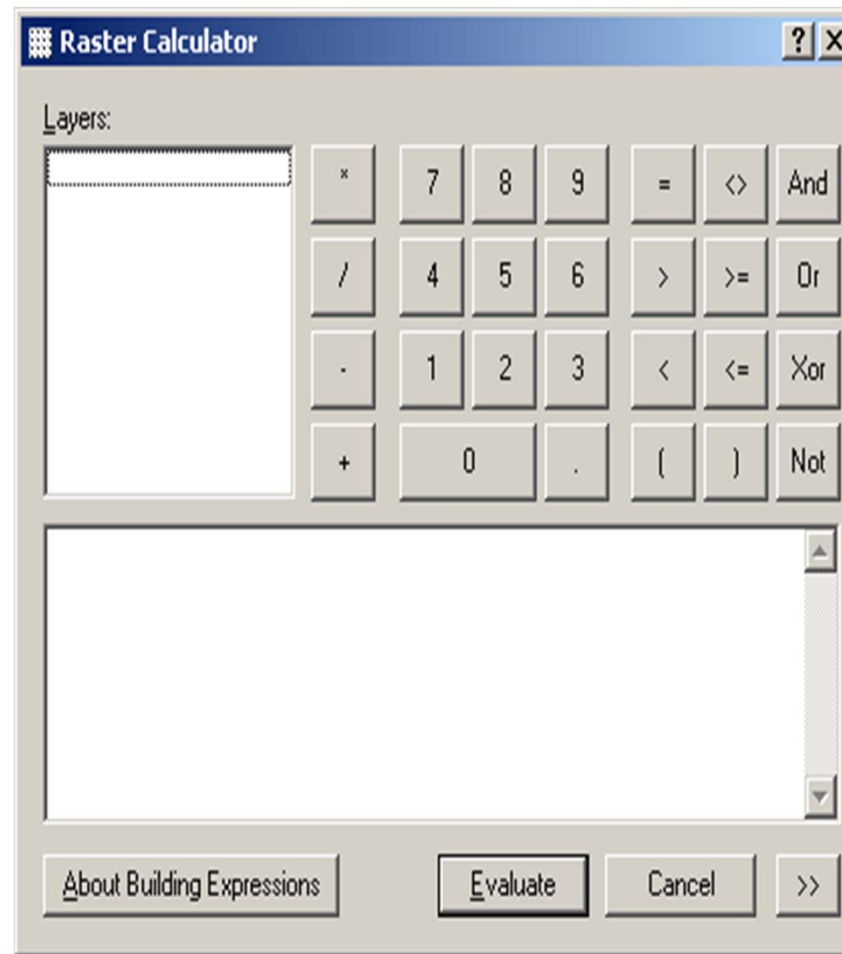 Raster Calculator ? X
Layers:
* 7 8 9 = <> And
/ 4 5 6 > >= Or
- 1 2 3 < <= Xor
+ 0 . ( ) Not
About Building Expressions Evaluate Cancel >>